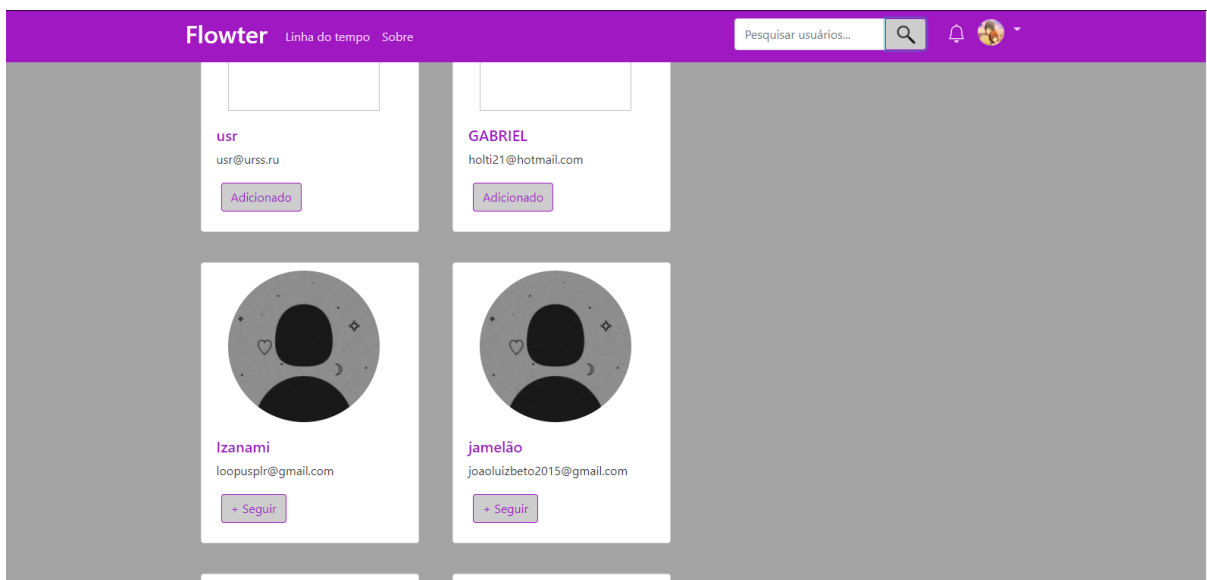 Flowter Linha do tempo Sobre Pesquisar usuários...
usr GABRIEL
usr@urss.ru holti21@hotmail.com
Adicionado Adicionado
Izanami jamelão
loopusplr@gmail.com joaoluizbeto2015@gmail.com
+ Seguir + Seguir